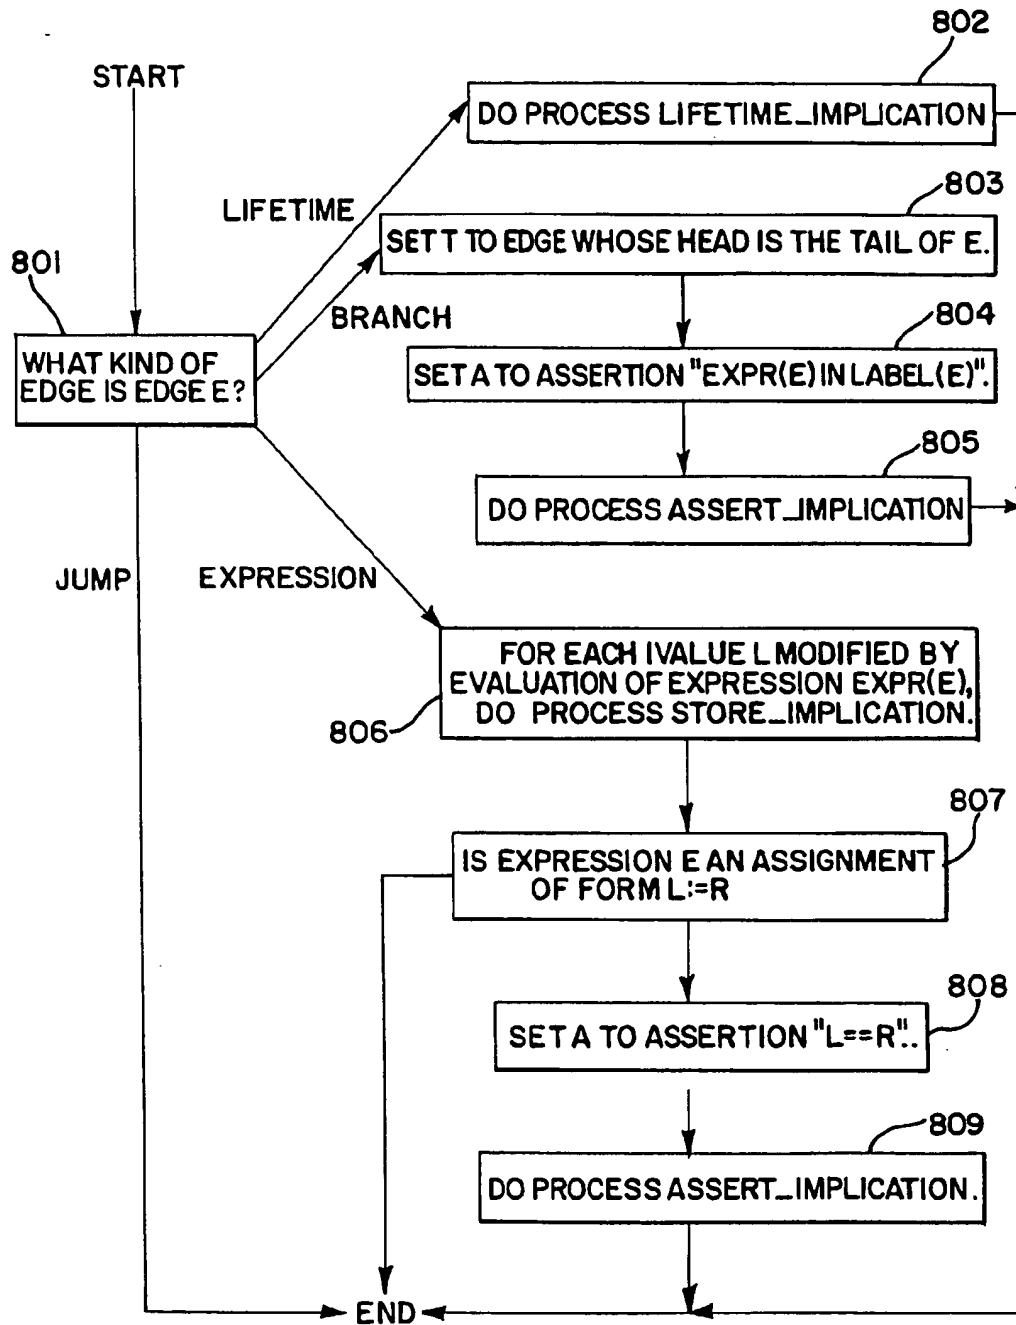 802
START
DO PROCESS LIFETIME_IMPLICATION
803
LIFETIME
SET T TO EDGE WHOSE HEAD IS THE TAIL OF E.
801
BRANCH
804
WHAT KIND OF
EDGE IS EDGE E?
SET A TO ASSERTION "EXPR(E) IN LABEL(E)".
805
DO PROCESS ASSERT_IMPLICATION
JUMP
EXPRESSION
FOR EACH IVALUE L MODIFIED BY
EVALUATION OF EXPRESSION EXPR(E),
DO PROCESS STORE_IMPLICATION.
806
807
IS EXPRESSION E AN ASSIGNMENT
OF FORM L:=R
808
SET A TO ASSERTION "L==R"..
809
DO PROCESS ASSERT_IMPLICATION.
END